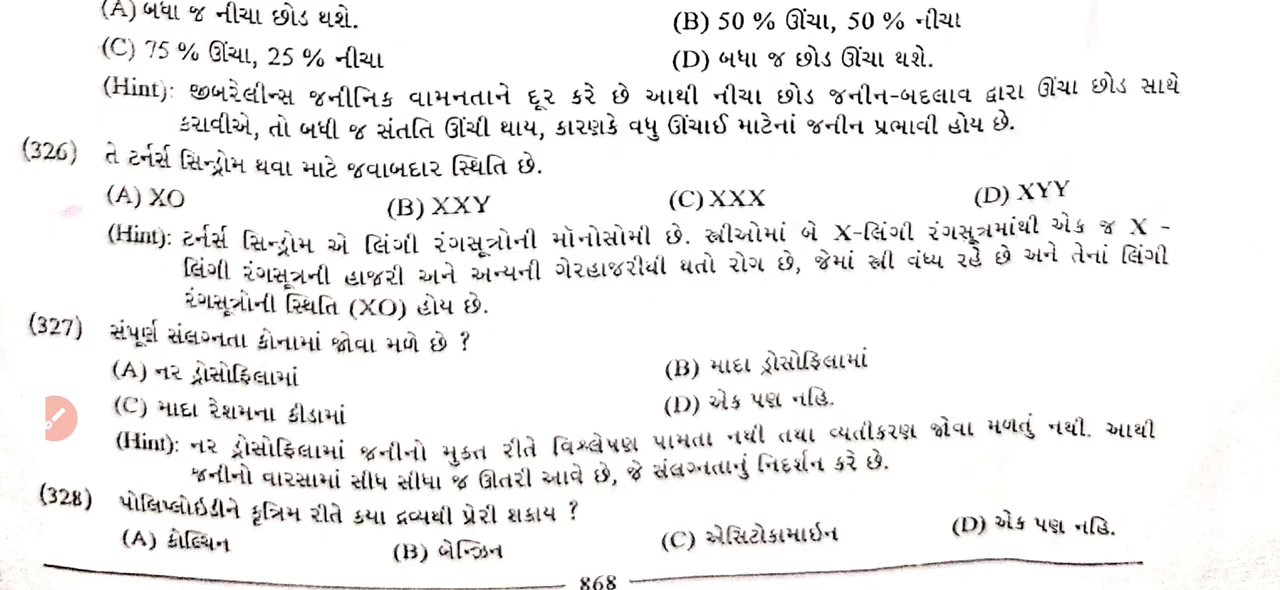 (A) બધા જ નીચા છોડ થશે. (B) 50 % ઊંચા, 50 % નીચા
(C) 75 % ઊંચા, 25 % નીચા (D) બધા જ છોડ ઊંચા થશે.
(Hint): જીબરેલીન્સ જનીનિક વામનતાને દૂર કરે છે આથી નીચા છોડ જનીન-બદલાવ દ્વારા ઊંચા છોડ સાથે
કરાવીએ, તો બધી જ સંતતિ ઊંચી થાય, કારણકે વધુ ઊંચાઈ માટેનાં જનીન પ્રભાવી હોય છે.
(326) તે ટર્નર્સ સિન્ડ્રોમ થવા માટે જવાબદાર સ્થિતિ છે.
(A) XO (B) XXY (C) XXX (D) XYY
(Hint): ટર્નર્સ સિન્ડ્રોમ એ લિંગી રંગસૂત્રોની મૉનોસોમી છે. સ્ત્રીઓમાં બે X-લિંગી રંગસૂત્રમાંથી એક જ X -
લિંગી રંગસૂત્રની હાજરી અને અન્યની ગેરહાજરીથી થતો રોગ છે, જેમાં સ્ત્રી વંધ્ય રહે છે અને તેનાં લિંગી
રંગસૂત્રોની સ્થિતિ (XO) હોય છે.
(327) સંપૂર્ણ સંલગ્નતા કોનામાં જોવા મળે છે ?
(A) નર ડ્રોસોફિલામાં (B) માદા ડ્રોસોફિલામાં
(C) માદા રેશમના કીડામાં (D) એક પણ નહિ.
(Hint): નર ડ્રોસોફિલામાં જનીનો મુક્ત રીતે વિશ્લેષણ પામતા નથી તથા વ્યતીકરણ જોવા મળતું નથી. આથી
જનીનો વારસામાં સીધ સીધા જ ઊતરી આવે છે, જે સંલગ્નતાનું નિદર્શન કરે છે.
(328) પોલિપ્લોઇડીને કૃત્રિમ રીતે કયા દ્રવ્યથી પ્રેરી શકાય ?
(A) કોલ્ચિન (B) બેન્ઝિન (C) એસિટોકામાઇન (D) એક પણ નહિ.
868